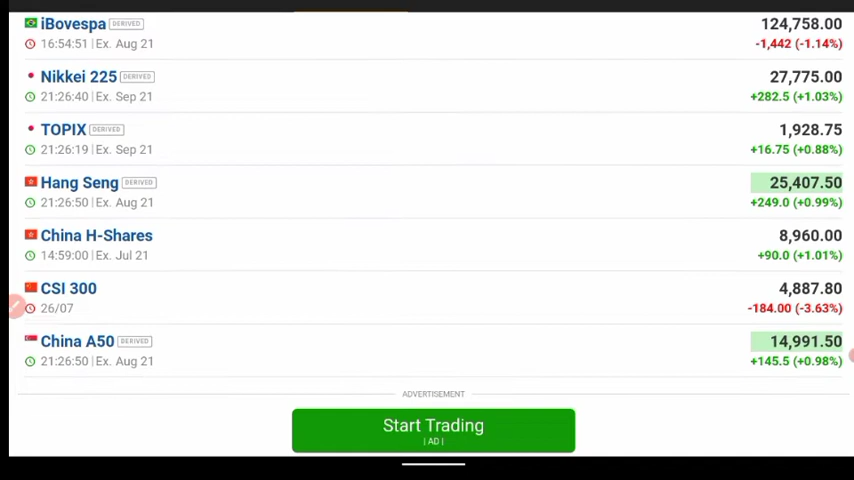 iBovespa DERIVED 124,758.00
16:54:51 | Ex. Aug 21 -1,442 (-1.14%)
Nikkei 225 DERIVED 27,775.00
21:26:40 | Ex. Sep 21 +282.5 (+1.03%)
TOPIX DERIVED 1,928.75
21:26:19 | Ex. Sep 21 +16.75 (+0.88%)
Hang Seng DERIVED 25,407.50
21:26:50 | Ex. Aug 21 +249.0 (+0.99%)
China H-Shares 8,960.00
14:59:00 | Ex. Jul 21 +90.0 (+1.01%)
CSI 300 4,887.80
26/07 -184.00 (-3.63%)
China A50 DERIVED 14,991.50
21:26:50 | Ex. Aug 21 +145.5 (+0.98%)
ADVERTISEMENT
Start Trading
| AD |